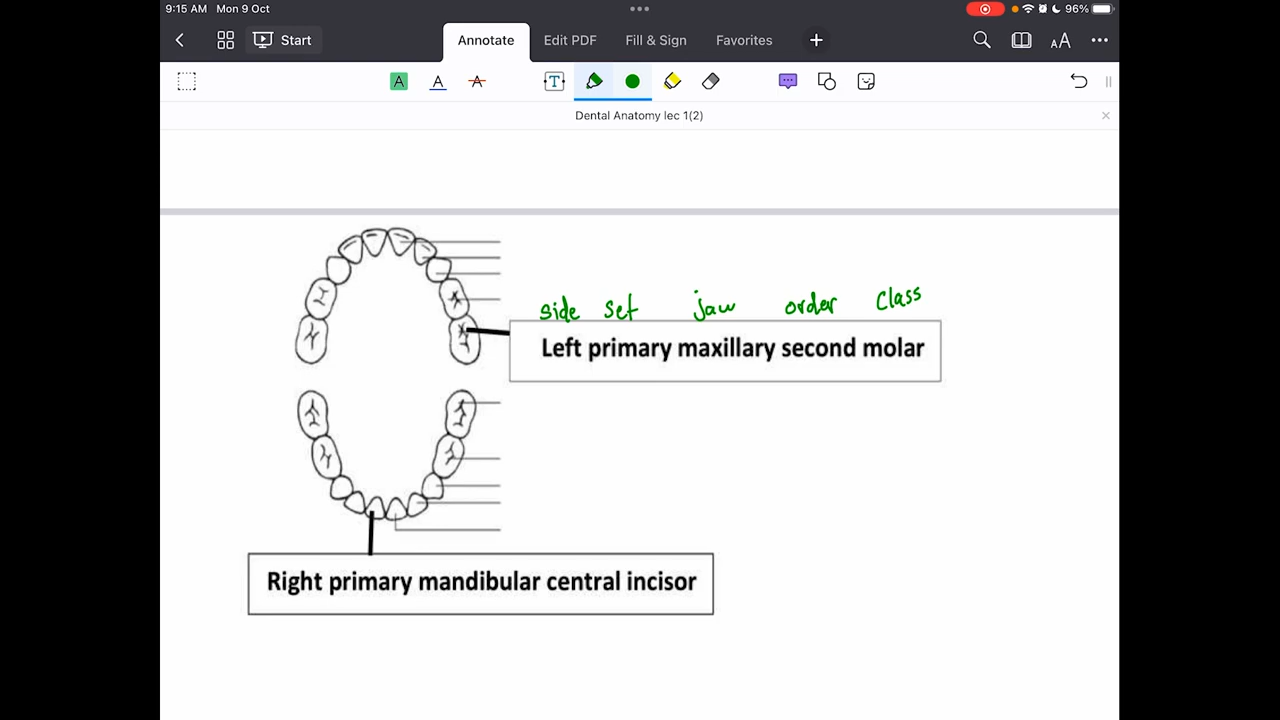 9:15 AM Mon 9 Oct
96%
Start
Annotate
Edit PDF
Fill & Sign
Favorites
AA
A A A T
Dental Anatomy lec 1(2)
side set jaw order Class
Left primary maxillary second molar
Right primary mandibular central incisor